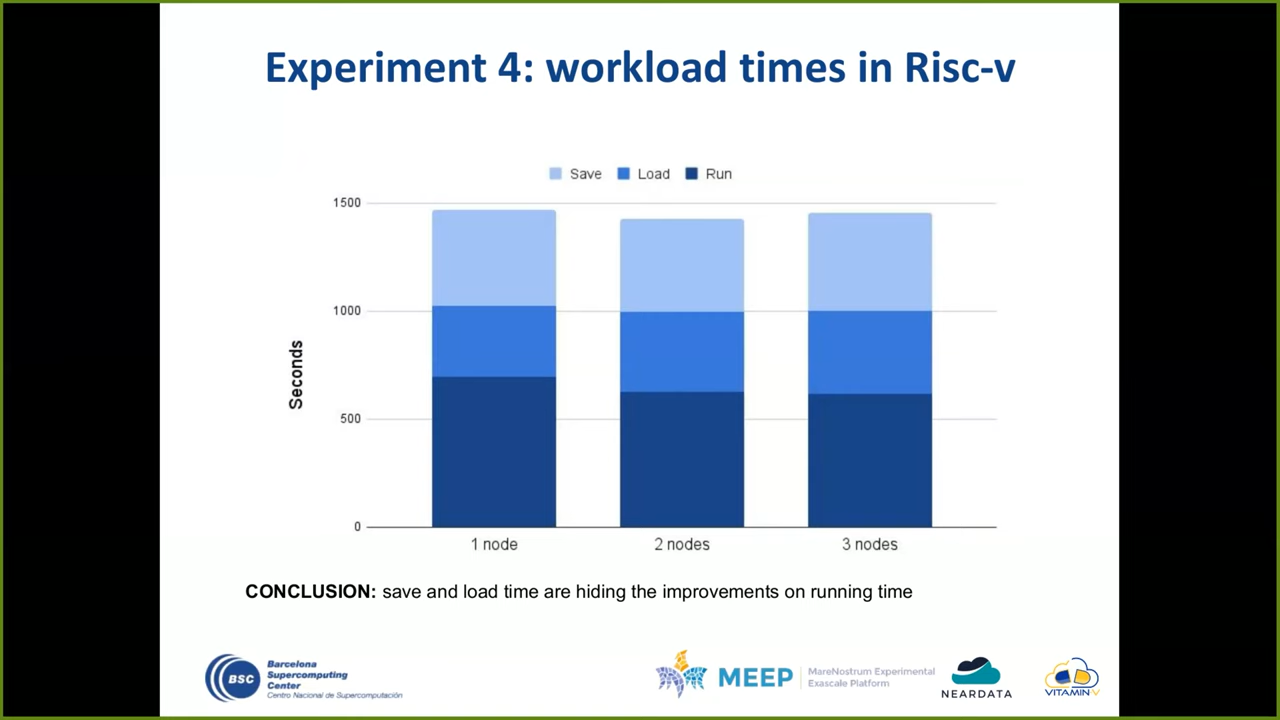 Experiment 4: workload times in Risc-v
Save Load Run
1500
1000
500
0
Seconds
1 node 2 nodes 3 nodes
CONCLUSION: save and load time are hiding the improvements on running time
BSC
Barcelona
Supercomputing
Center
Centro Nacional de Supercomputación
MEEP
MareNostrum Experimental
Exascale Platform
NEARDATA
VITAMIN V